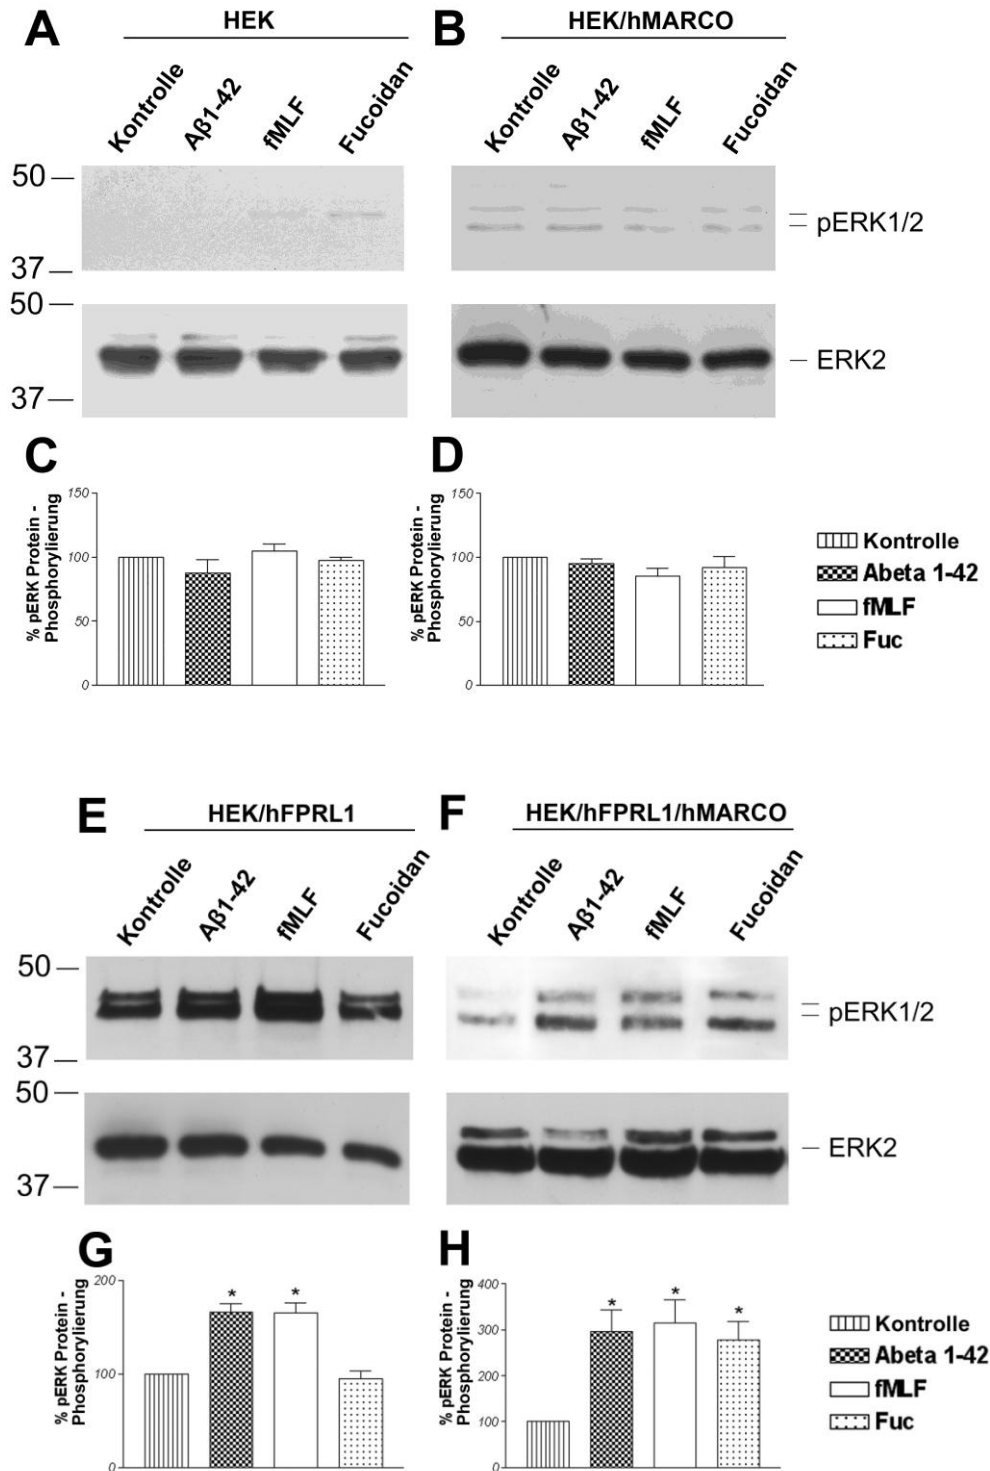 A
HEK
Kontrolle
Aβ1-42
fMLF
Fucoidan
50
37
50
37
B
HEK/hMARCO
Kontrolle
Aβ1-42
fMLF
Fucoidan
pERK1/2
ERK2
C
% pERK Protein -
Phosphorylierung
150
100
50
0
D
% pERK Protein -
Phosphorylierung
150
100
50
0
Kontrolle
Abeta 1-42
fMLF
Fuc
E
HEK/hFPRL1
Kontrolle
Aβ1-42
fMLF
Fucoidan
50
37
50
37
F
HEK/hFPRL1/hMARCO
Kontrolle
Aβ1-42
fMLF
Fucoidan
pERK1/2
ERK2
G
% pERK Protein -
Phosphorylierung
200
100
0
* *
H
% pERK Protein -
Phosphorylierung
400
300
200
100
0
* * *
Kontrolle
Abeta 1-42
fMLF
Fuc